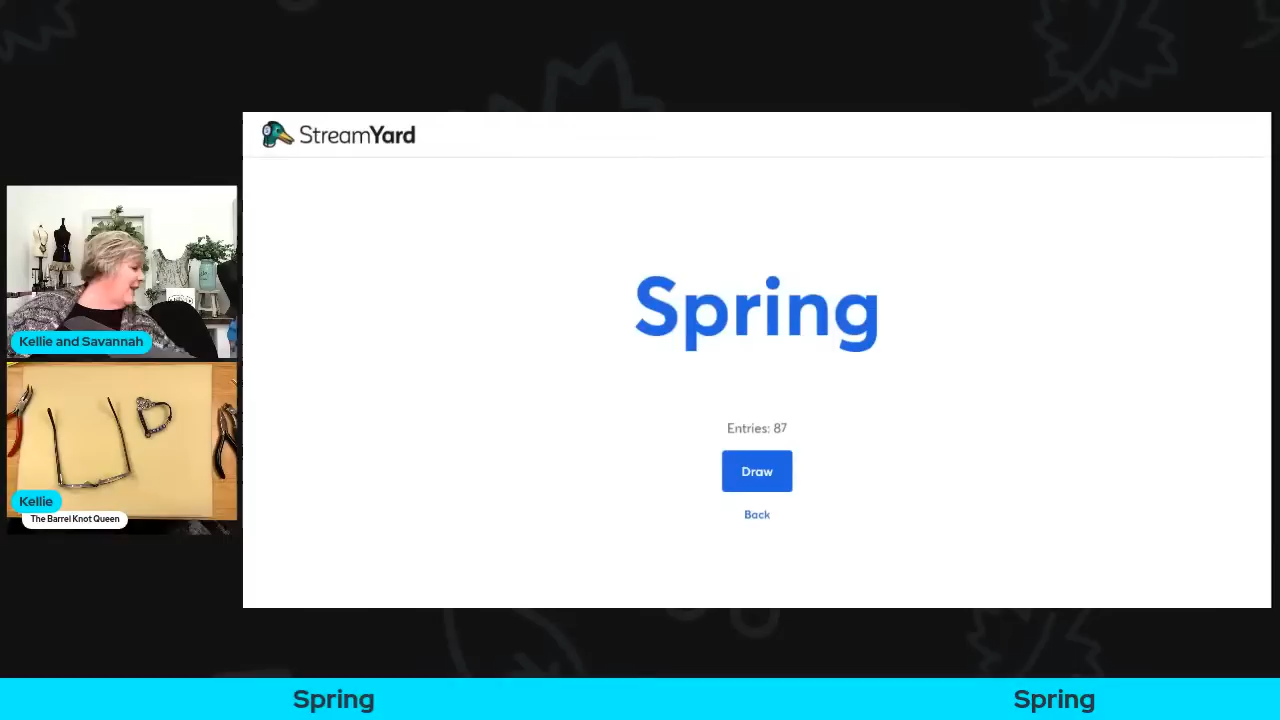 StreamYard
Kellie and Savannah
Kellie
The Barrel Knot Queen
Spring
Entries: 87
Draw
Back
Spring
Spring